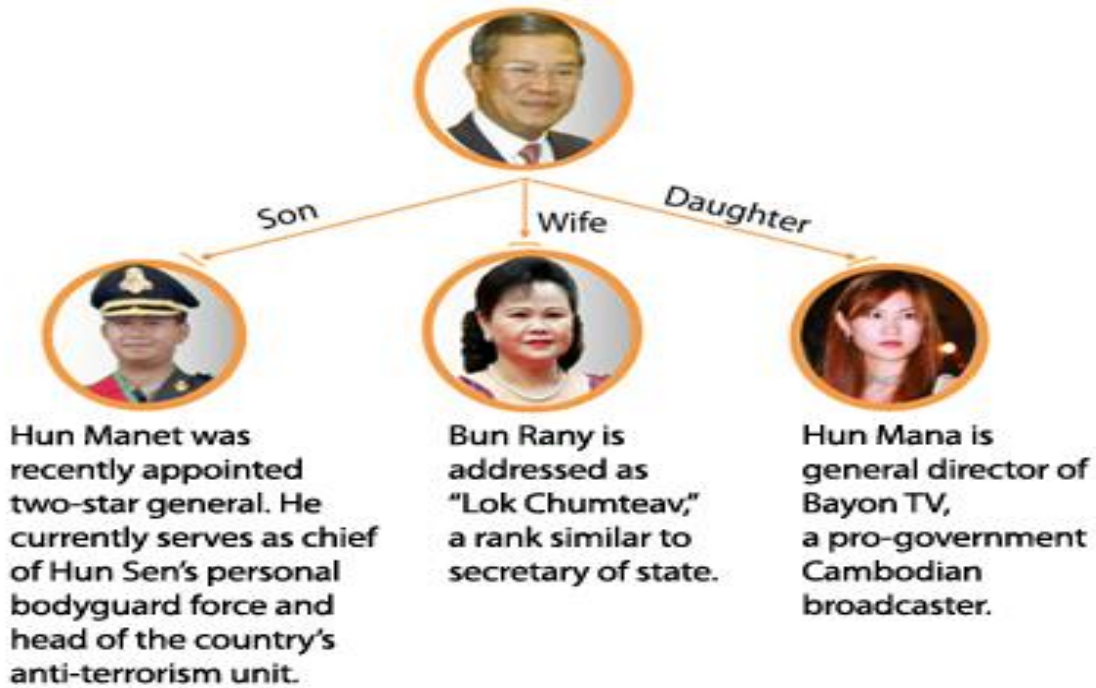 Son
Wife
Daughter
Hun Manet was
recently appointed
two-star general. He
currently serves as chief
of Hun Sen's personal
bodyguard force and
head of the country's
anti-terrorism unit.
Bun Rany is
addressed as
“Lok Chumteav,”
a rank similar to
secretary of state.
Hun Mana is
general director of
Bayon TV,
a pro-government
Cambodian
broadcaster.